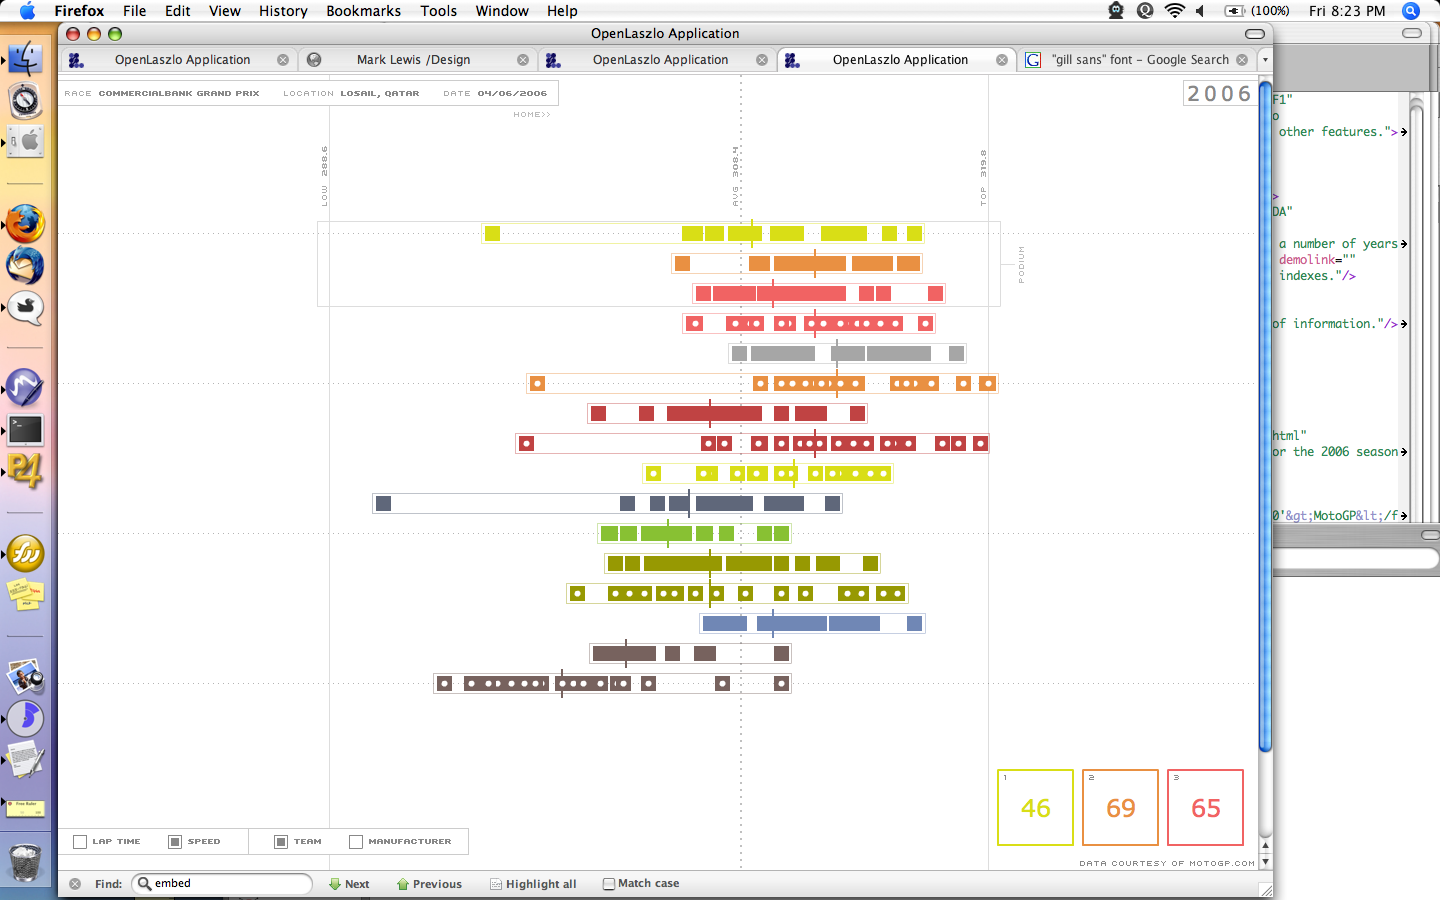 Firefox File Edit View History Bookmarks Tools Window Help (100%) Fri 8:23 PM
OpenLaszlo Application
OpenLaszlo Application Mark Lewis /Design OpenLaszlo Application OpenLaszlo Application "gill sans" font - Google Search
RACE COMMERCIALBANK GRAND PRIX LOCATION LOSAIL, QATAR DATE 04/06/2006
2006
HOME>>
LOW 288.6
AVG 308.4
TOP 319.8
PODIUM
1 2 3
46 69 65
LAP TIME SPEED TEAM MANUFACTURER
DATA COURTESY OF MOTOGP.COM
Find: embed Next Previous Highlight all Match case
F1"
o
other features.">
>
DA"
a number of years
demolink=""
indexes."/>
of information."/>
html"
or the 2006 season
0'&gt;MotoGP&lt;/f
P4